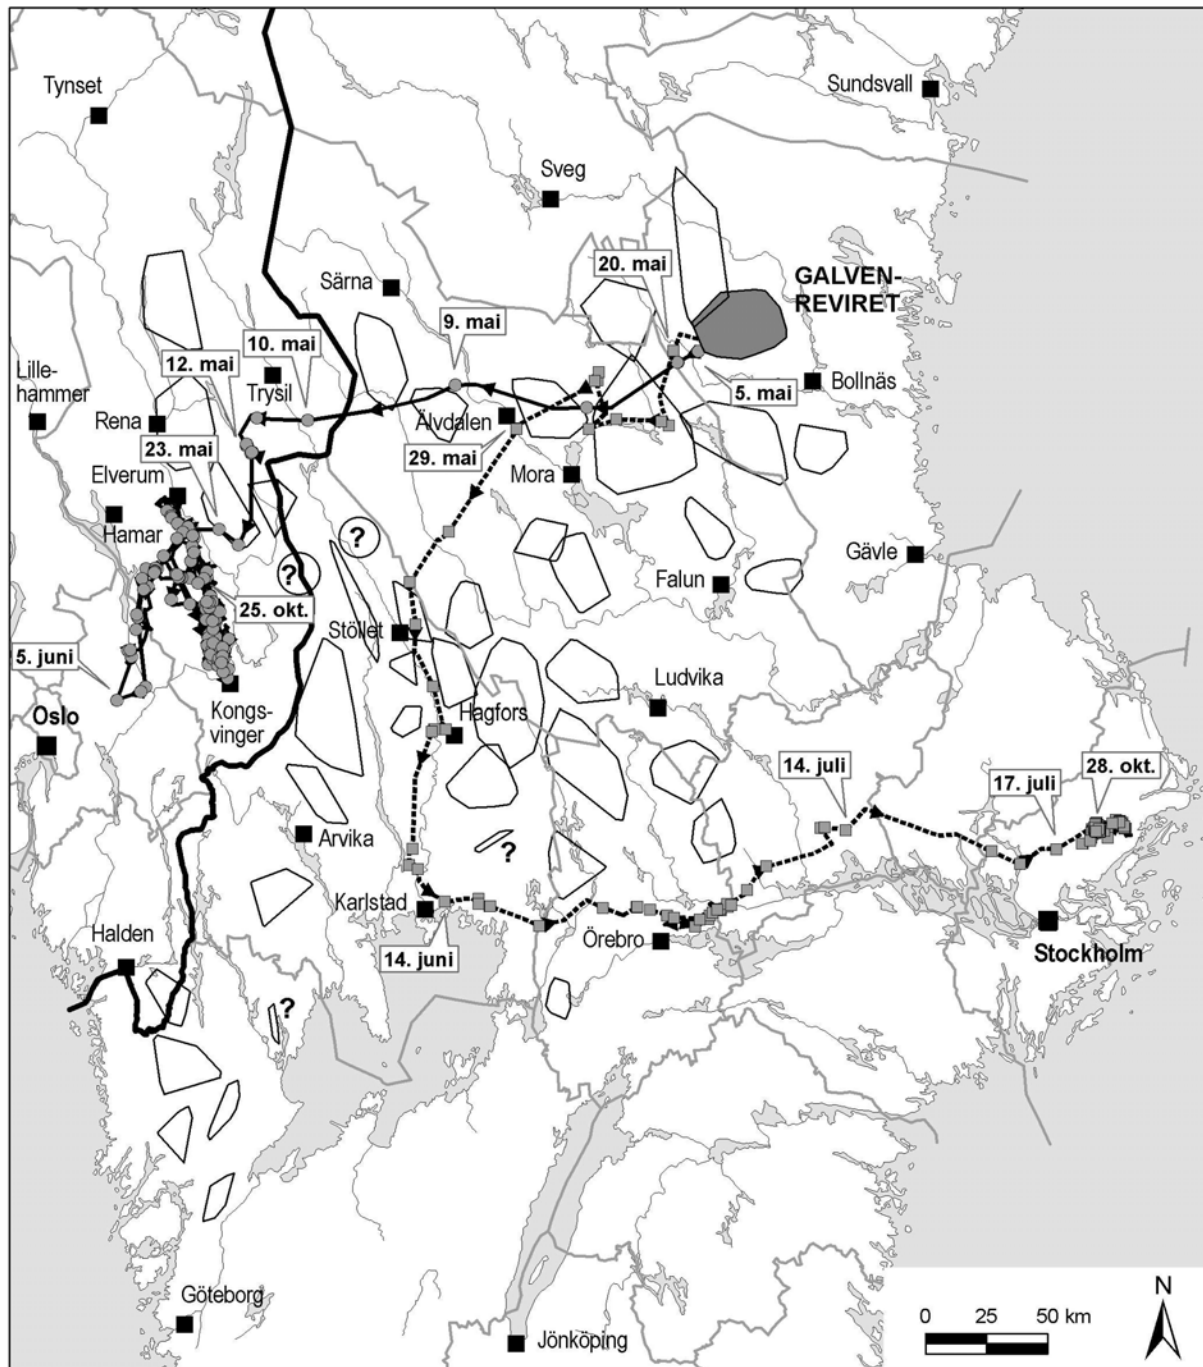 Tynset
Sundsvall
Sveg
20. mai
GALVEN-
REVIRET
Särna
9. mai
10. mai
12. mai
Lille-
hammer
Trysil
5. mai
Bollnäs
Rena
Älvdalen
23. mai
29. mai
Elverum
Mora
Hamar
?
Gävle
?
Falun
25. okt.
Stöllet
5. juni
Ludvika
Kongs-
vinger
Oslo
Hagfors
14. juli
17. juli
28. okt.
Arvika
?
Karlstad
Örebro
Halden
14. juni
Stockholm
?
Göteborg
Jönköping
N
0 25 50 km